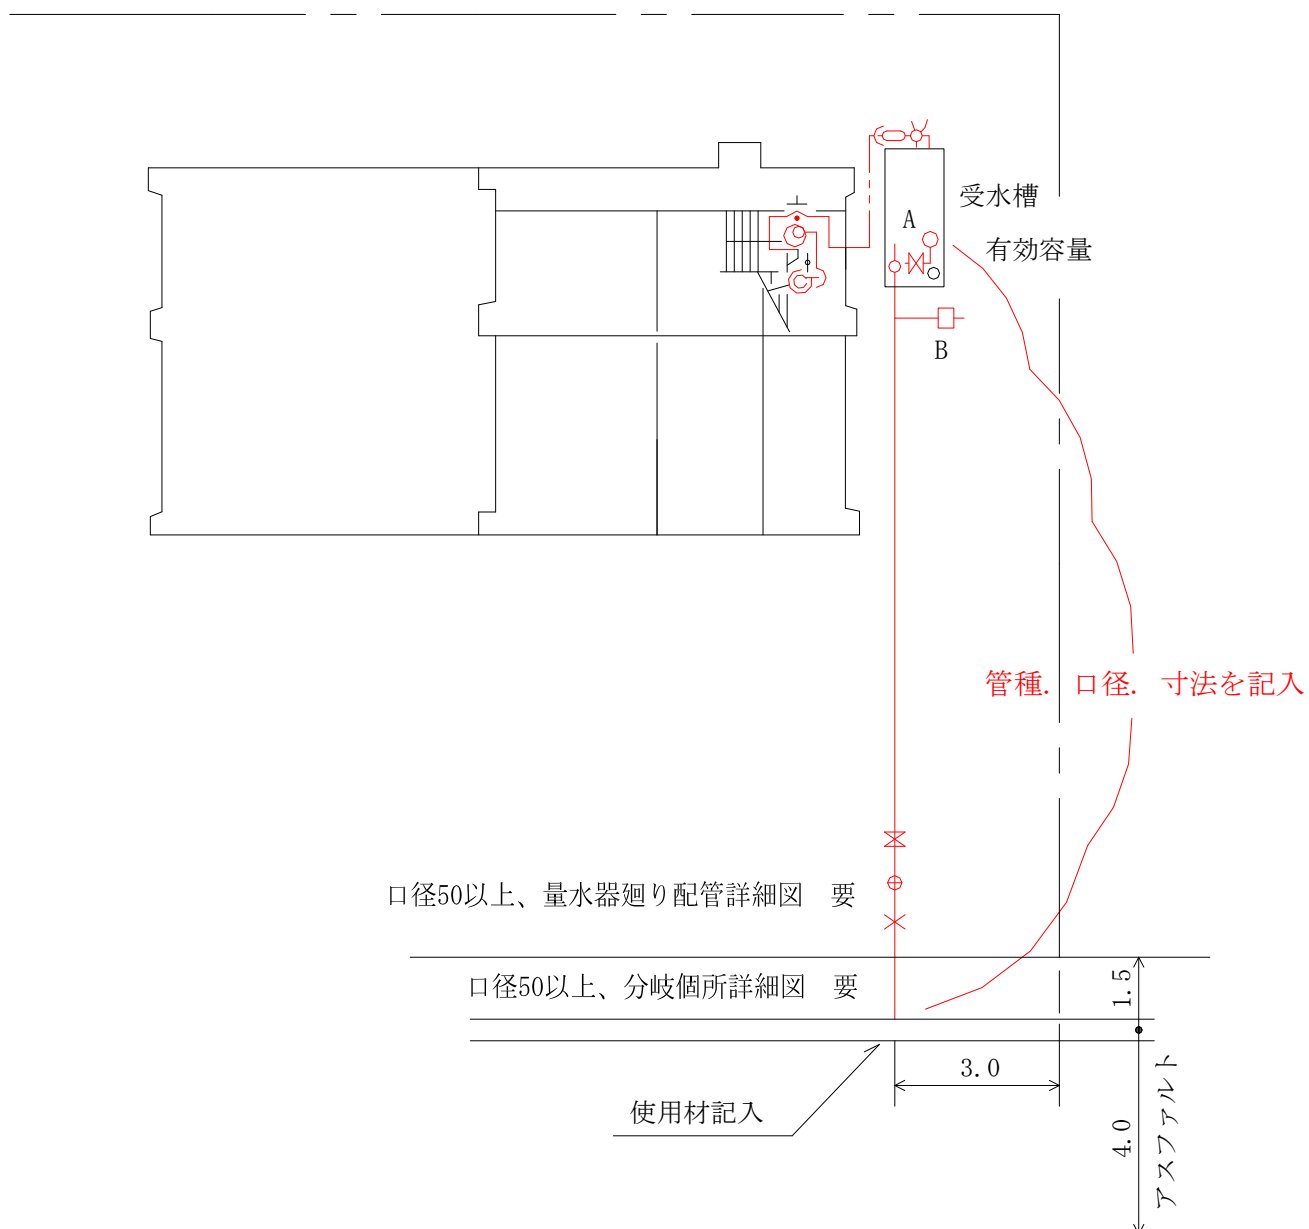 受水槽
A
有効容量
B
管種．口径．寸法を記入
口径50以上、量水器廻り配管詳細図　要
口径50以上、分岐個所詳細図　要
1.5
3.0
使用材記入
4.0
アスファルト